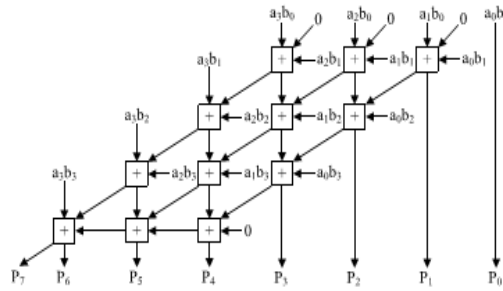 a₃b₀ 0 a₂b₀ 0 a₁b₀ 0 a₀b
+ a₂b₁ + a₁b₁ + a₀b₁
a₃b₁
+ a₂b₂ + a₁b₂ + a₀b₂
a₃b₂
+ a₂b₃ + a₁b₃ + a₀b₃
a₃b₃
+ + + 0
P₇ P₆ P₅ P₄ P₃ P₂ P₁ P₀